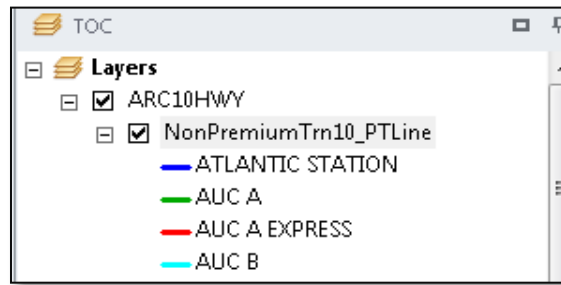 TOC
Layers
ARC10HWY
NonPremiumTrn10_PTLine
ATLANTIC STATION
AUC A
AUC A EXPRESS
AUC B